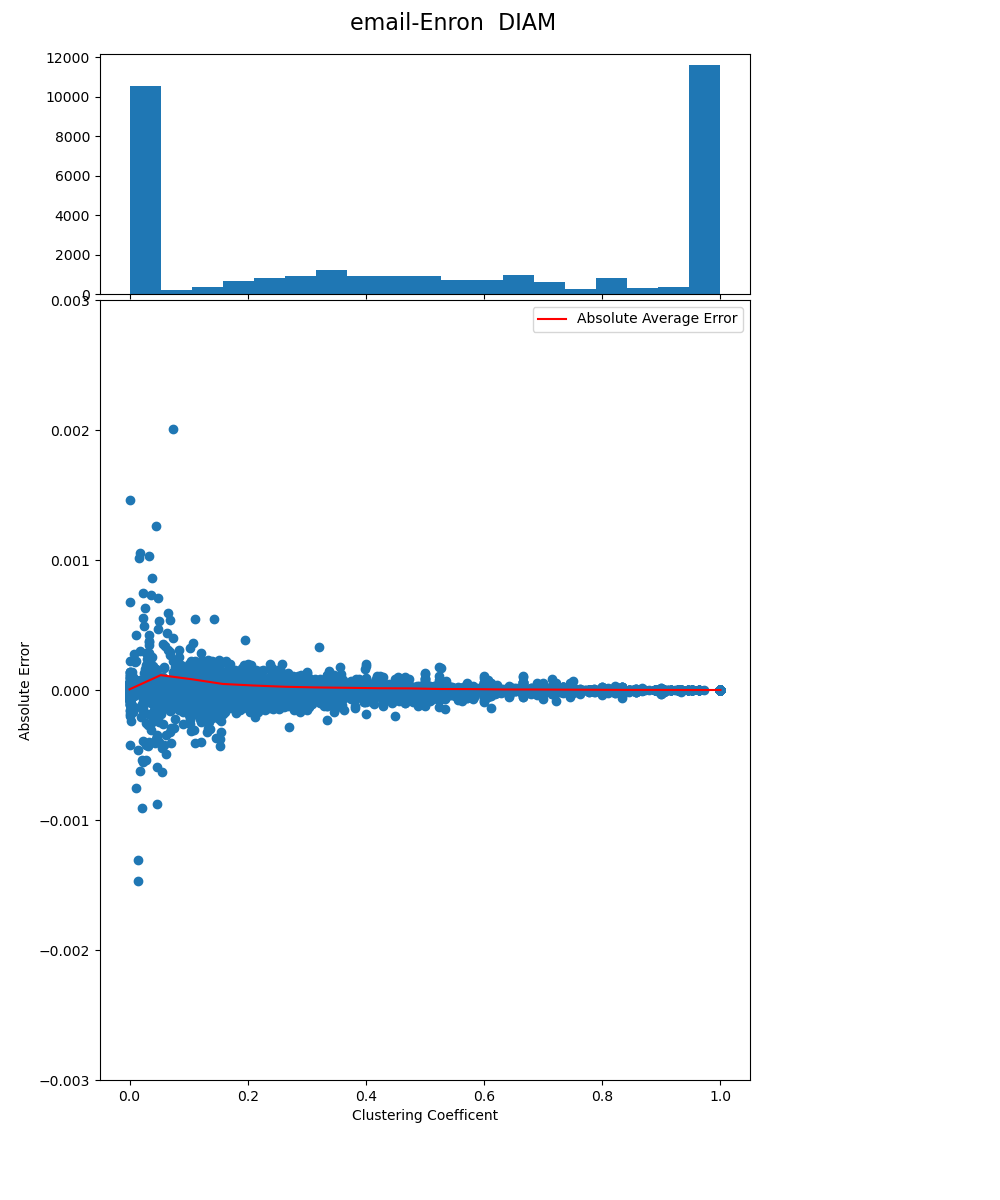 email-Enron  DIAM
12000
10000
8000
6000
4000
2000
0
0.003
Absolute Average Error
0.002
0.001
0.000
−0.001
−0.002
−0.003
Absolute Error
0.0 0.2 0.4 0.6 0.8 1.0
Clustering Coefficent